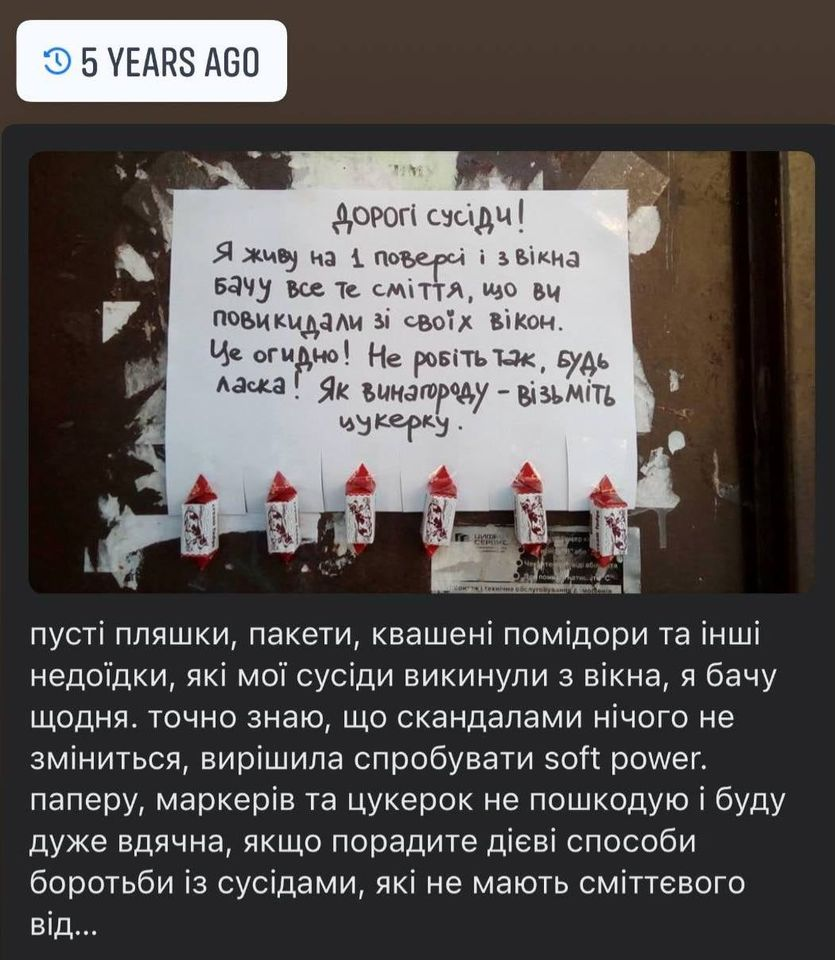 5 YEARS AGO
Дорогі сусіди!
Я живу на 1 поверсі і з вікна
бачу все те сміття, що ви
повикидали зі своїх вікон.
Це огидно! Не робіть так, будь
ласка! Як винагороду – візьміть
цукерку.
пусті пляшки, пакети, квашені помідори та інші
недоїдки, які мої сусіди викинули з вікна, я бачу
щодня. точно знаю, що скандалами нічого не
зміниться, вирішила спробувати soft power.
паперу, маркерів та цукерок не пошкодую і буду
дуже вдячна, якщо порадите дієві способи
боротьби із сусідами, які не мають сміттєвого
від...